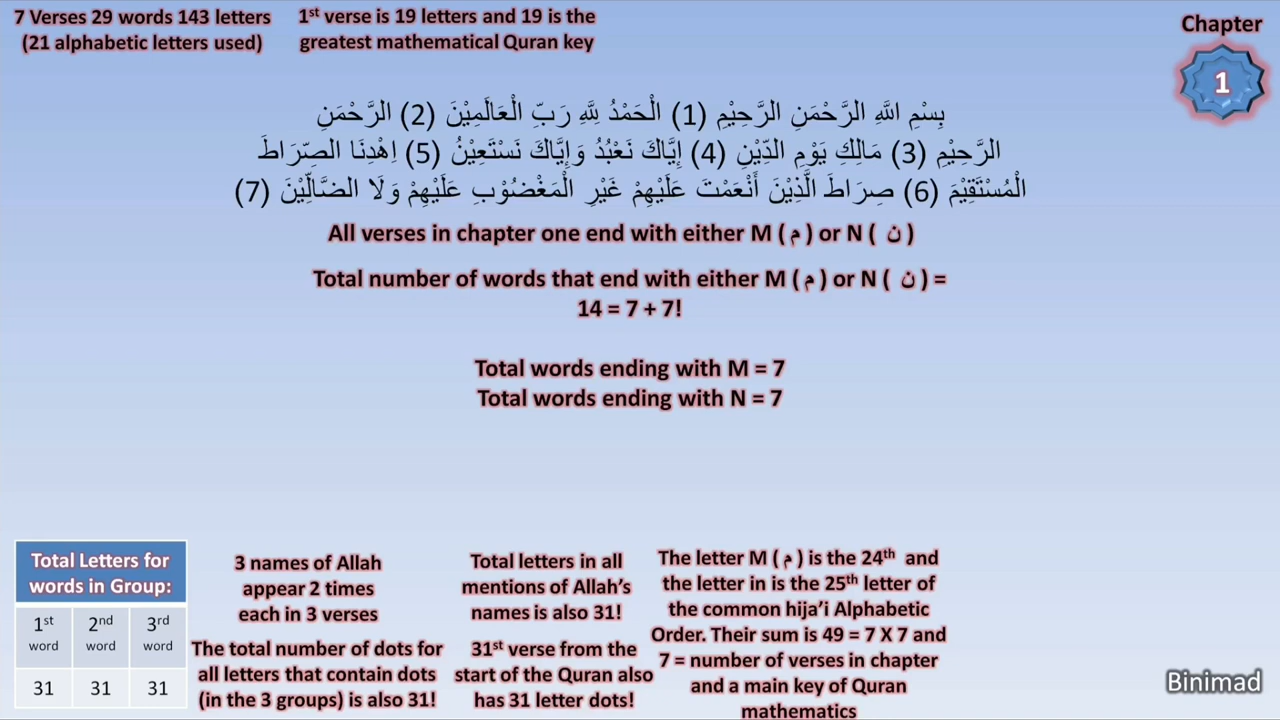 7 Verses 29 words 143 letters
(21 alphabetic letters used)
1st verse is 19 letters and 19 is the
greatest mathematical Quran key
Chapter
1
بِسْمِ اللَّهِ الرَّحْمَنِ الرَّحِيْمِ (1) الْحَمْدُ لِلَّهِ رَبِّ الْعَالَمِيْنَ (2) الرَّحْمَنِ
الرَّحِيْمِ (3) مَالِكِ يَوْمِ الدِّيْنِ (4) إِيَّاكَ نَعْبُدُ وَإِيَّاكَ نَسْتَعِيْنُ (5) اِهْدِنَا الصِّرَاطَ
الْمُسْتَقِيْمَ (6) صِرَاطَ الَّذِيْنَ أَنْعَمْتَ عَلَيْهِمْ غَيْرِ الْمَغْضُوْبِ عَلَيْهِمْ وَلَا الضَّالِّيْنَ (7)
All verses in chapter one end with either M ( م ) or N ( ن )
Total number of words that end with either M ( م ) or N ( ن ) =
14 = 7 + 7!
Total words ending with M = 7
Total words ending with N = 7
Total Letters for
words in Group:
1st word 2nd word 3rd word
31 31 31
3 names of Allah
appear 2 times
each in 3 verses
The total number of dots for
all letters that contain dots
(in the 3 groups) is also 31!
Total letters in all
mentions of Allah's
names is also 31!
31st verse from the
start of the Quran also
has 31 letter dots!
The letter M ( م ) is the 24th and
the letter in is the 25th letter of
the common hija'i Alphabetic
Order. Their sum is 49 = 7 X 7 and
7 = number of verses in chapter
and a main key of Quran
mathematics
Binimad